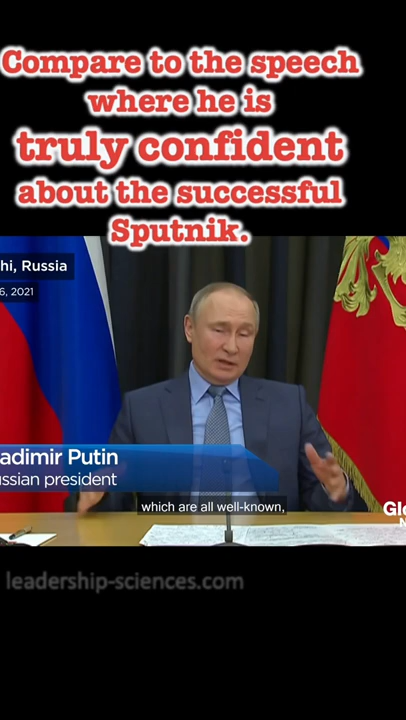 Compare to the speech
where he is
truly confident
about the successful
Sputnik.
hi, Russia
6, 2021
adimir Putin
ussian president
which are all well-known,
Glo
N
leadership-sciences.com